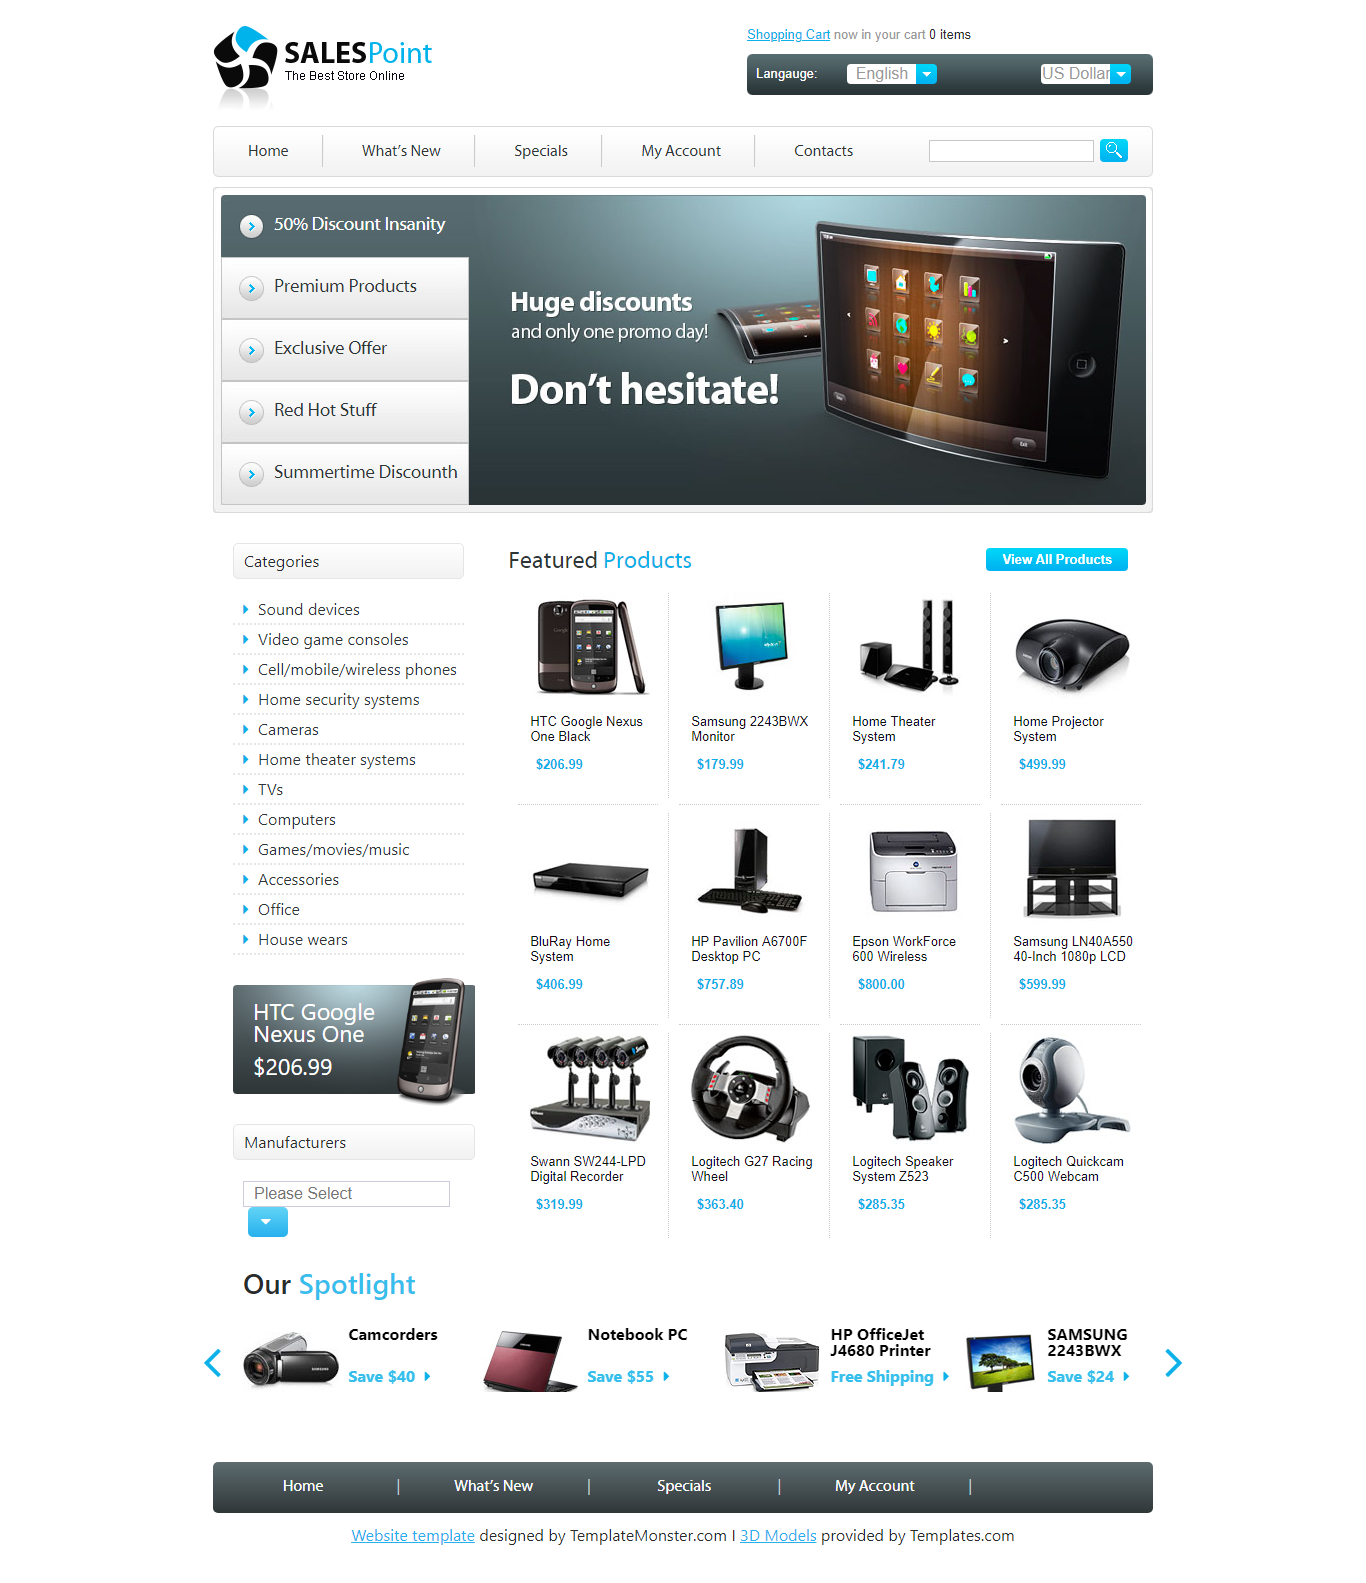 SALESPoint
The Best Store Online
Shopping Cart now in your cart 0 items
Langauge:
English
US Dollar
Home
What's New
Specials
My Account
Contacts
50% Discount Insanity
Premium Products
Exclusive Offer
Red Hot Stuff
Summertime Discounth
Huge discounts
and only one promo day!
Don't hesitate!
Categories
Sound devices
Video game consoles
Cell/mobile/wireless phones
Home security systems
Cameras
Home theater systems
TVs
Computers
Games/movies/music
Accessories
Office
House wears
HTC Google
Nexus One
$206.99
Manufacturers
Please Select
Featured Products
View All Products
HTC Google Nexus
One Black
$206.99
Samsung 2243BWX
Monitor
$179.99
Home Theater
System
$241.79
Home Projector
System
$499.99
BluRay Home
System
$406.99
HP Pavilion A6700F
Desktop PC
$757.89
Epson WorkForce
600 Wireless
$800.00
Samsung LN40A550
40-Inch 1080p LCD
$599.99
Swann SW244-LPD
Digital Recorder
$319.99
Logitech G27 Racing
Wheel
$363.40
Logitech Speaker
System Z523
$285.35
Logitech Quickcam
C500 Webcam
$285.35
Our Spotlight
Camcorders
Save $40
Notebook PC
Save $55
HP OfficeJet
J4680 Printer
Free Shipping
SAMSUNG
2243BWX
Save $24
Home | What's New | Specials | My Account |
Website template designed by TemplateMonster.com I 3D Models provided by Templates.com